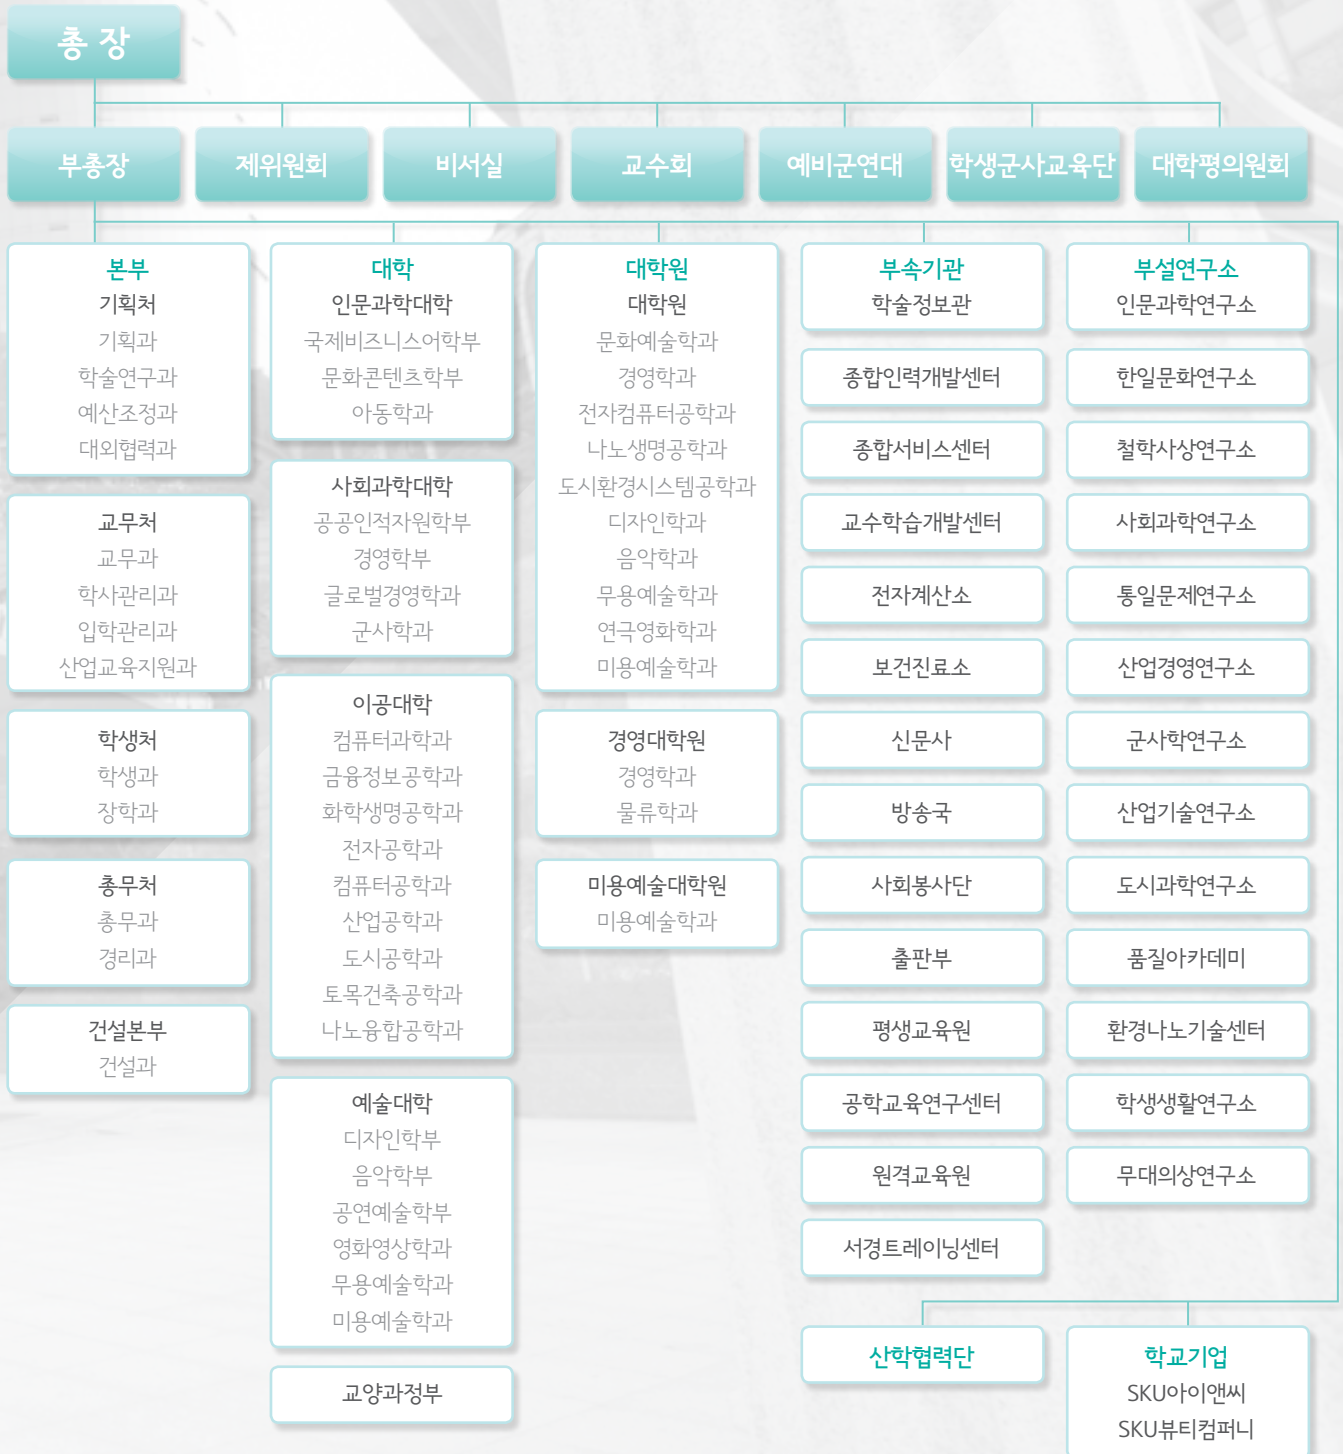 총 장
부총장
제위원회
비서실
교수회
예비군연대
학생군사교육단
대학평의원회
본부
기획처
기획과
학술연구과
예산조정과
대외협력과
교무처
교무과
학사관리과
입학관리과
산업교육지원과
학생처
학생과
장학과
총무처
총무과
경리과
건설본부
건설과
대학
인문과학대학
국제비즈니스어학부
문화콘텐츠학부
아동학과
사회과학대학
공공인적자원학부
경영학부
글로벌경영학과
군사학과
이공대학
컴퓨터과학과
금융정보공학과
화학생명공학과
전자공학과
컴퓨터공학과
산업공학과
도시공학과
토목건축공학과
나노융합공학과
예술대학
디자인학부
음악학부
공연예술학부
영화영상학과
무용예술학과
미용예술학과
교양과정부
대학원
대학원
문화예술학과
경영학과
전자컴퓨터공학과
나노생명공학과
도시환경시스템공학과
디자인학과
음악학과
무용예술학과
연극영화학과
미용예술학과
경영대학원
경영학과
물류학과
미용예술대학원
미용예술학과
부속기관
학술정보관
종합인력개발센터
종합서비스센터
교수학습개발센터
전자계산소
보건진료소
신문사
방송국
사회봉사단
출판부
평생교육원
공학교육연구센터
원격교육원
서경트레이닝센터
부설연구소
인문과학연구소
한일문화연구소
철학사상연구소
사회과학연구소
통일문제연구소
산업경영연구소
군사학연구소
산업기술연구소
도시과학연구소
품질아카데미
환경나노기술센터
학생생활연구소
무대의상연구소
산학협력단
학교기업
SKU아이앤씨
SKU뷰티컴퍼니